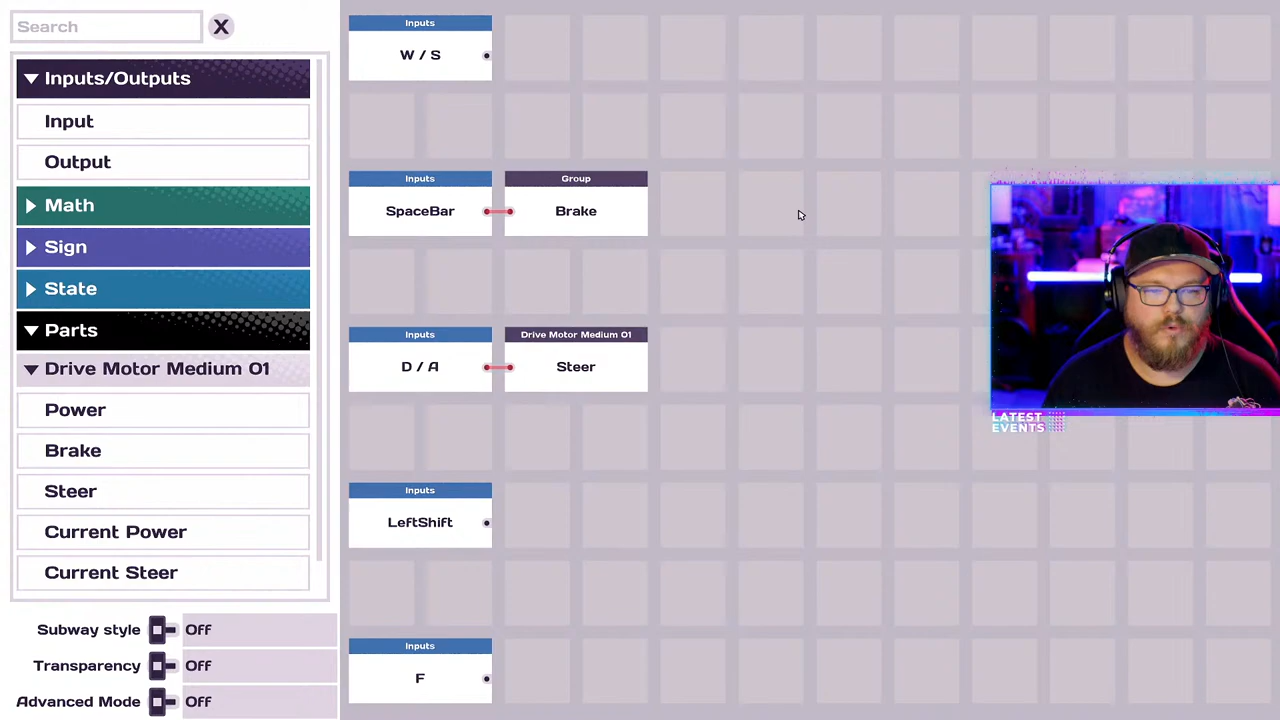 Search
X
Inputs/Outputs
Input
Output
Math
Sign
State
Parts
Drive Motor Medium 01
Power
Brake
Steer
Current Power
Current Steer
Subway style
Off
Transparency
Off
Advanced Mode
Off
Inputs
W / S
Inputs
SpaceBar
Group
Brake
Inputs
D / A
Drive Motor Medium 01
Steer
Inputs
LeftShift
Inputs
F
LATEST
EVENTS